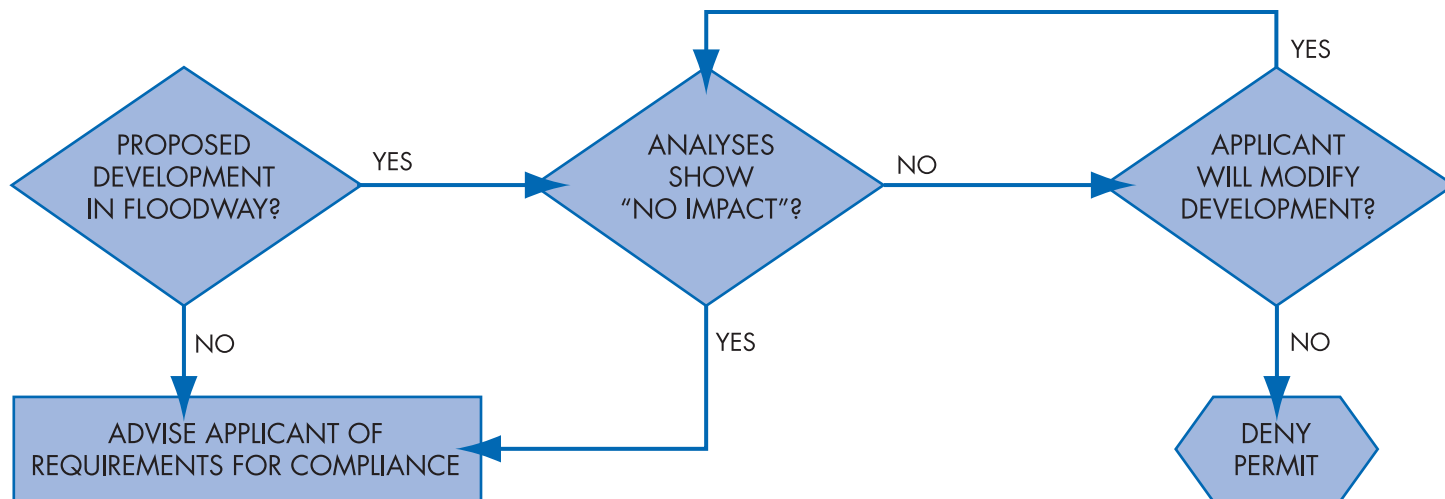 PROPOSED
DEVELOPMENT
IN FLOODWAY?
YES
ANALYSES
SHOW
“NO IMPACT”?
NO
APPLICANT
WILL MODIFY
DEVELOPMENT?
YES
NO
YES
NO
ADVISE APPLICANT OF
REQUIREMENTS FOR COMPLIANCE
DENY
PERMIT